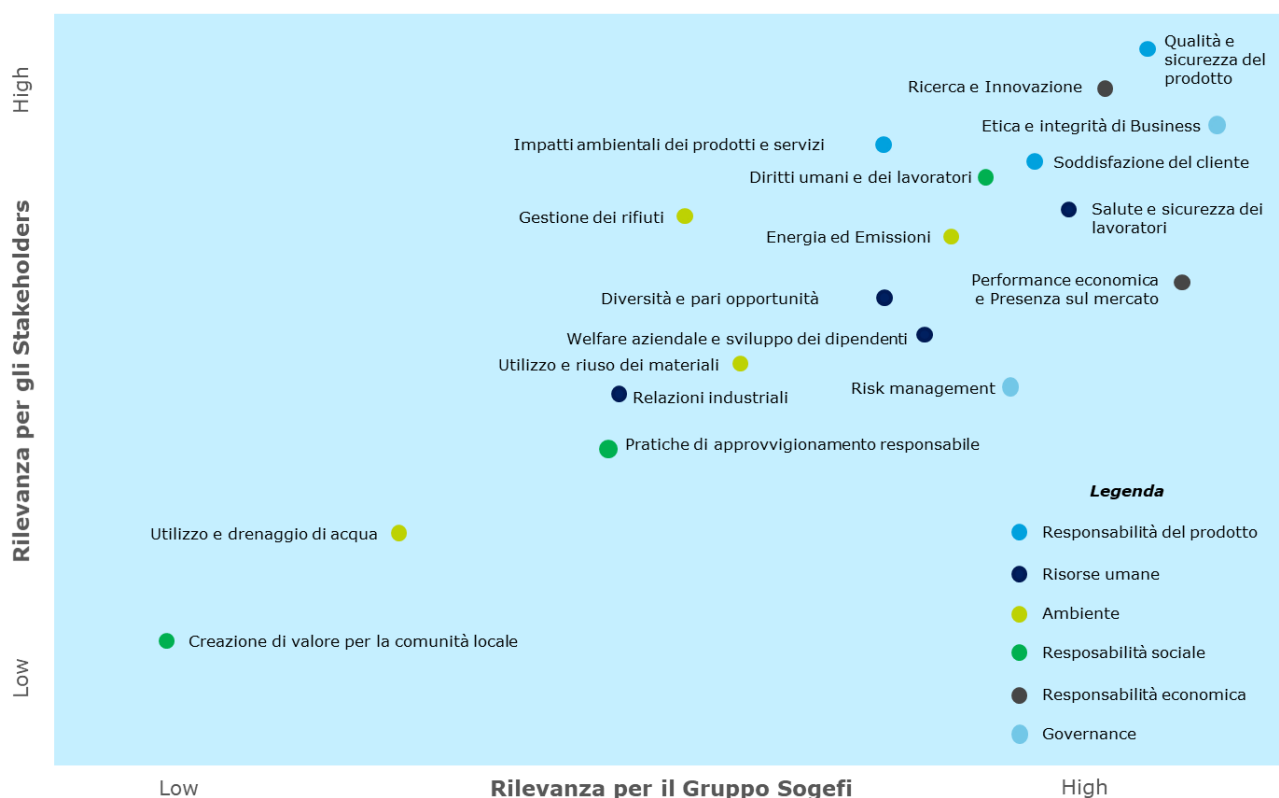 High
Rilevanza per gli Stakeholders
Low
Qualità e
sicurezza del
prodotto
Ricerca e Innovazione
Etica e integrità di Business
Impatti ambientali dei prodotti e servizi
Soddisfazione del cliente
Diritti umani e dei lavoratori
Salute e sicurezza dei
lavoratori
Gestione dei rifiuti
Energia ed Emissioni
Performance economica
e Presenza sul mercato
Diversità e pari opportunità
Welfare aziendale e sviluppo dei dipendenti
Utilizzo e riuso dei materiali
Risk management
Relazioni industriali
Pratiche di approvvigionamento responsabile
Utilizzo e drenaggio di acqua
Creazione di valore per la comunità locale
Legenda
Responsabilità del prodotto
Risorse umane
Ambiente
Resposabilità sociale
Responsabilità economica
Governance
Low
Rilevanza per il Gruppo Sogefi
High